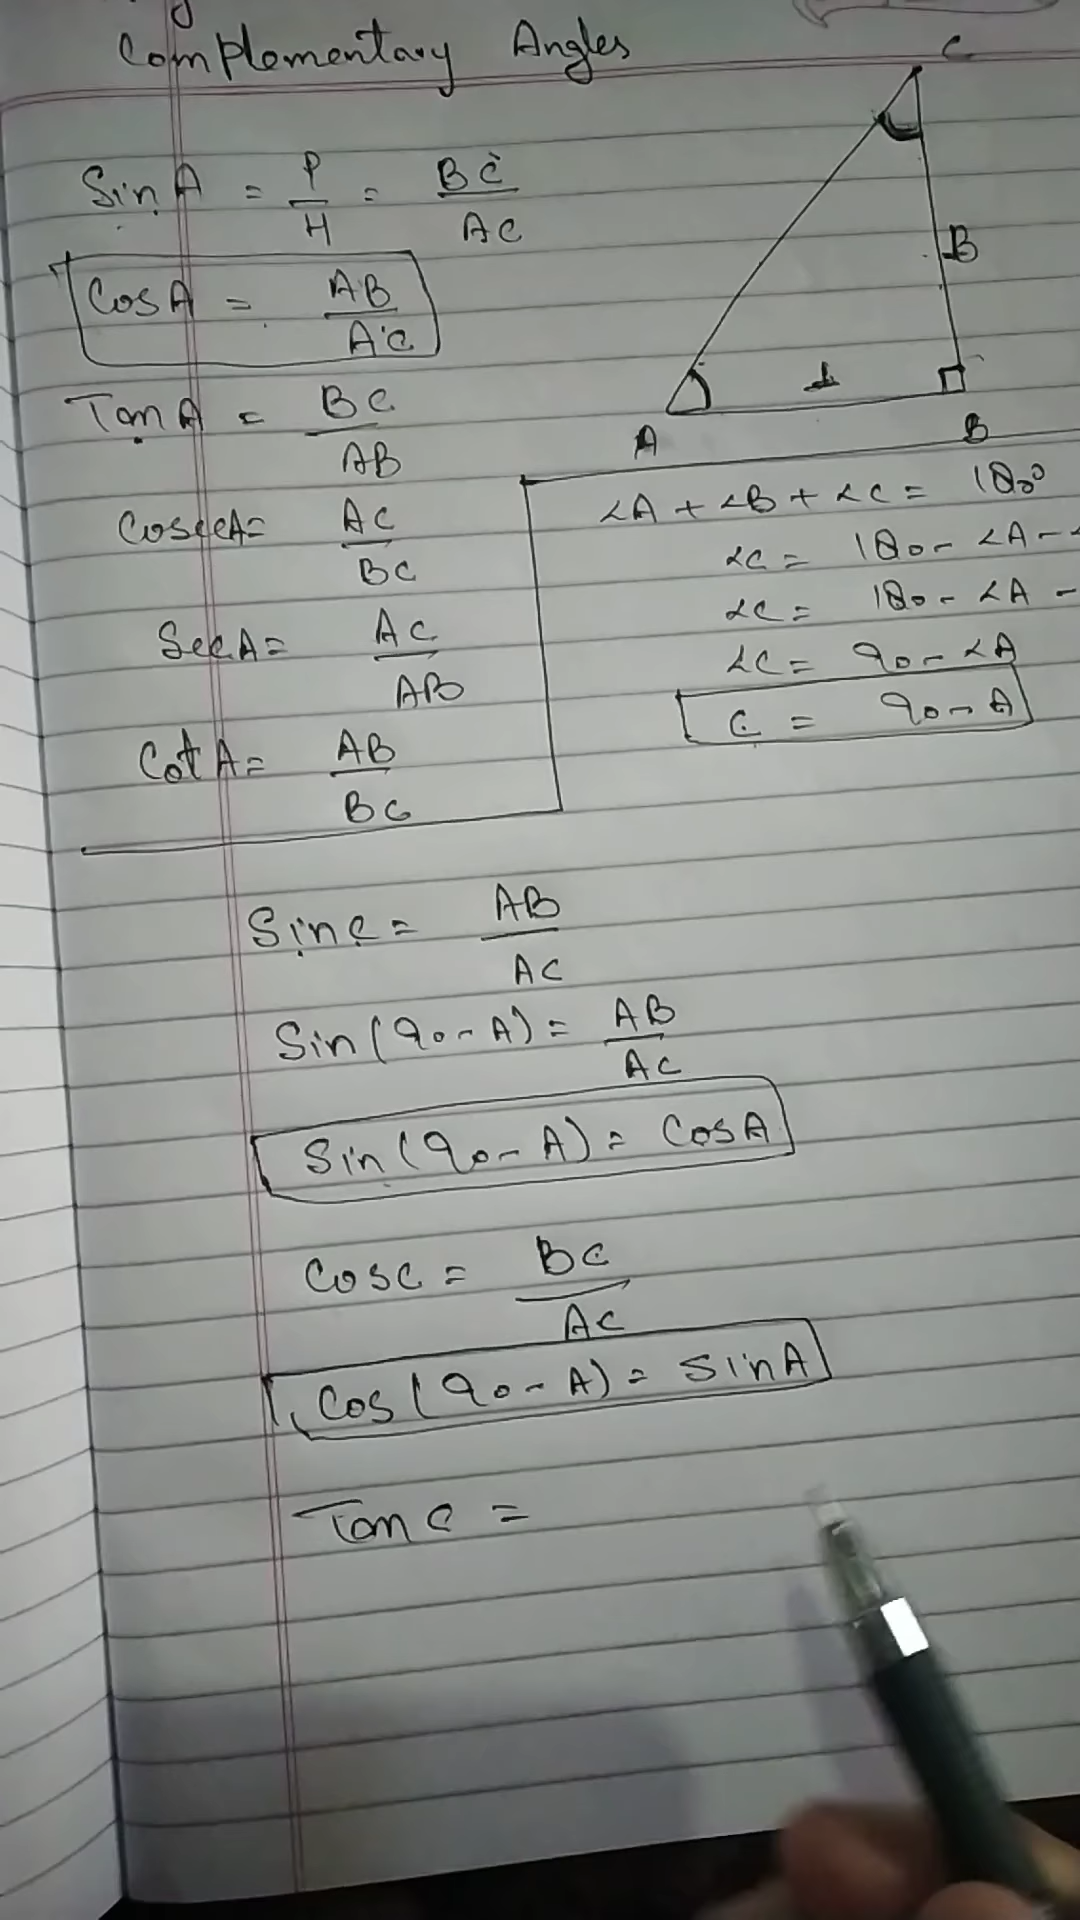 Complementary Angles
C
Sin A = P/H = BC/AC
B
Cos A = AB/AC
A B
Tan A = BC/AB
∠A + ∠B + ∠C = 180°
Cosec A = AC/BC
∠C = 180 - ∠A -
∠C = 180 - ∠A -
Sec A = AC/AB
∠C = 90 - ∠A
C = 90 - A
Cot A = AB/BC
Sin C = AB/AC
Sin (90 - A) = AB/AC
Sin (90 - A) = Cos A
Cos C = BC/AC
Cos (90 - A) = Sin A
Tan C =